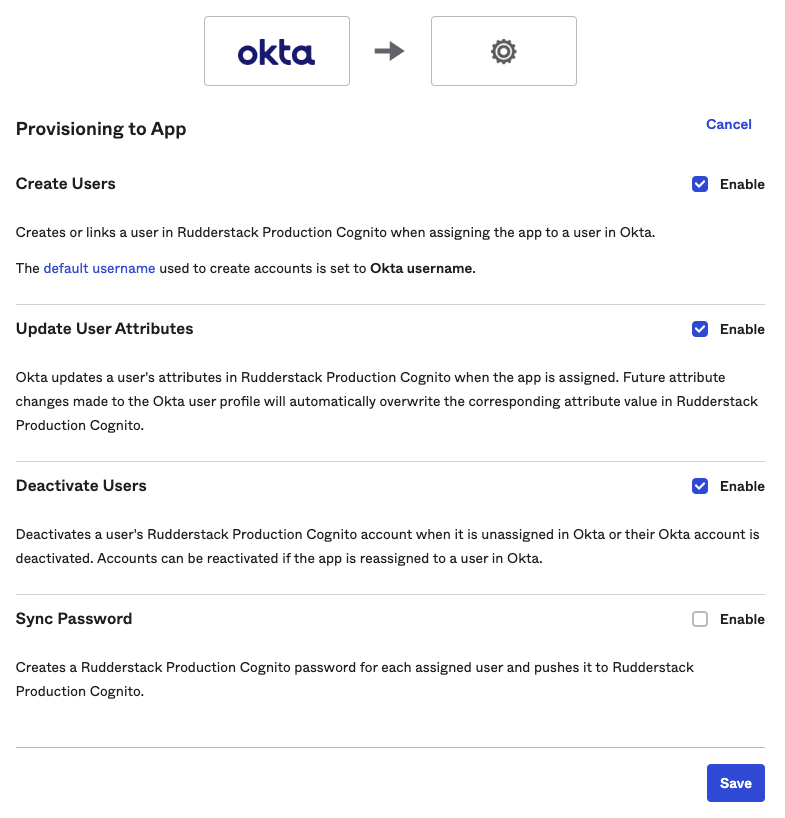 okta
Provisioning to App
Cancel
Create Users
Enable
Creates or links a user in Rudderstack Production Cognito when assigning the app to a user in Okta.
The default username used to create accounts is set to Okta username.
Update User Attributes
Enable
Okta updates a user's attributes in Rudderstack Production Cognito when the app is assigned. Future attribute
changes made to the Okta user profile will automatically overwrite the corresponding attribute value in Rudderstack
Production Cognito.
Deactivate Users
Enable
Deactivates a user's Rudderstack Production Cognito account when it is unassigned in Okta or their Okta account is
deactivated. Accounts can be reactivated if the app is reassigned to a user in Okta.
Sync Password
Enable
Creates a Rudderstack Production Cognito password for each assigned user and pushes it to Rudderstack
Production Cognito.
Save